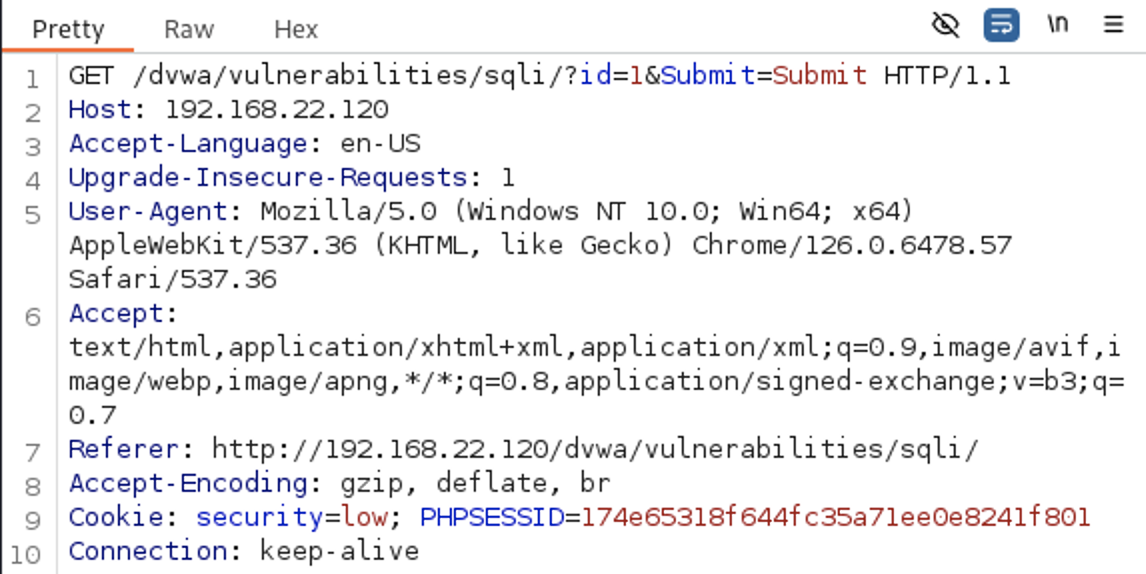 Pretty Raw Hex \n
1 GET /dvwa/vulnerabilities/sqli/?id=1&Submit=Submit HTTP/1.1
2 Host: 192.168.22.120
3 Accept-Language: en-US
4 Upgrade-Insecure-Requests: 1
5 User-Agent: Mozilla/5.0 (Windows NT 10.0; Win64; x64)
AppleWebKit/537.36 (KHTML, like Gecko) Chrome/126.0.6478.57
Safari/537.36
6 Accept:
text/html,application/xhtml+xml,application/xml;q=0.9,image/avif,i
mage/webp,image/apng,*/*;q=0.8,application/signed-exchange;v=b3;q=
0.7
7 Referer: http://192.168.22.120/dvwa/vulnerabilities/sqli/
8 Accept-Encoding: gzip, deflate, br
9 Cookie: security=low; PHPSESSID=174e65318f644fc35a71ee0e8241f801
10 Connection: keep-alive